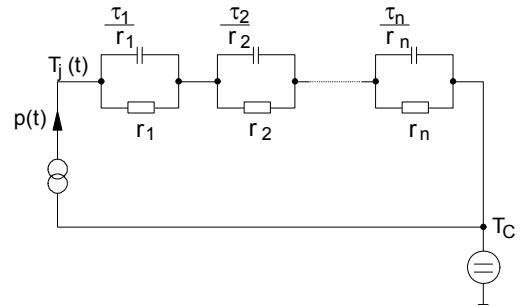 τ1 τ2 τn
r1 r2 rn
Tj (t)
p(t)
r1 r2 rn
TC